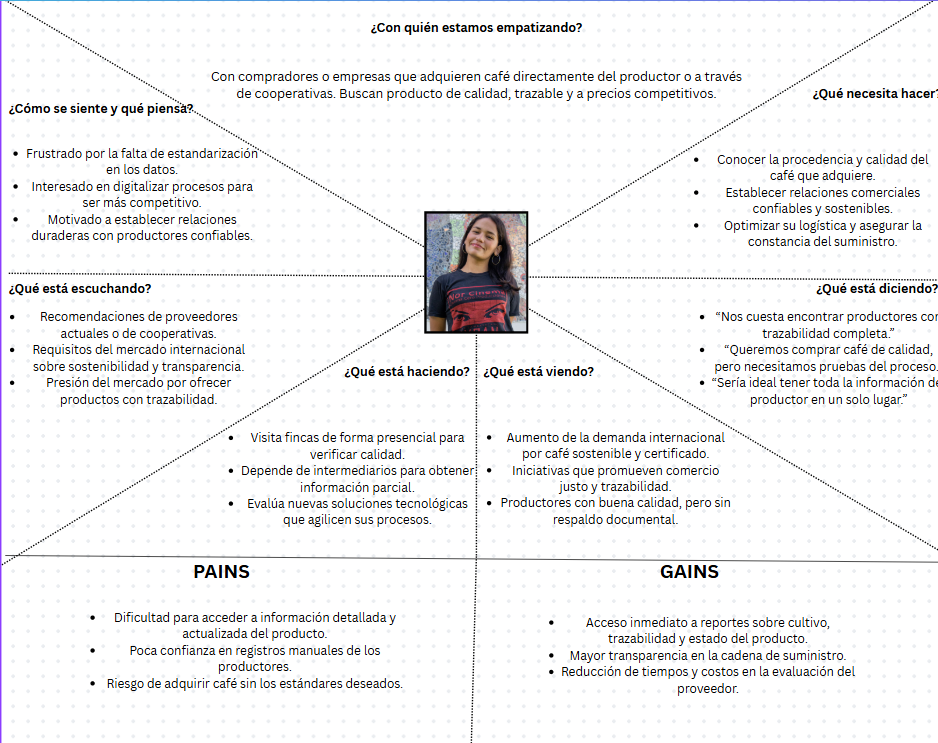 ¿Con quién estamos empatizando?
Con compradores o empresas que adquieren café directamente del productor o a través
de cooperativas. Buscan producto de calidad, trazable y a precios competitivos.
¿Cómo se siente y qué piensa?
• Frustrado por la falta de estandarización
en los datos.
• Interesado en digitalizar procesos para
ser más competitivo.
• Motivado a establecer relaciones
duraderas con productores confiables.
¿Qué necesita hacer?
• Conocer la procedencia y calidad del
café que adquiere.
• Establecer relaciones comerciales
confiables y sostenibles.
• Optimizar su logística y asegurar la
constancia del suministro.
¿Qué está escuchando?
• Recomendaciones de proveedores
actuales o de cooperativas.
• Requisitos del mercado internacional
sobre sostenibilidad y transparencia.
• Presión del mercado por ofrecer
productos con trazabilidad.
¿Qué está diciendo?
• “Nos cuesta encontrar productores con
trazabilidad completa.”
• “Queremos comprar café de calidad,
pero necesitamos pruebas del proceso.
• “Sería ideal tener toda la información de
productor en un solo lugar.”
¿Qué está haciendo?
• Visita fincas de forma presencial para
verificar calidad.
• Depende de intermediarios para obtener
información parcial.
• Evalúa nuevas soluciones tecnológicas
que agilicen sus procesos.
¿Qué está viendo?
• Aumento de la demanda internacional
por café sostenible y certificado.
• Iniciativas que promueven comercio
justo y trazabilidad.
• Productores con buena calidad, pero sin
respaldo documental.
PAINS
• Dificultad para acceder a información detallada y
actualizada del producto.
• Poca confianza en registros manuales de los
productores.
• Riesgo de adquirir café sin los estándares deseados.
GAINS
• Acceso inmediato a reportes sobre cultivo,
trazabilidad y estado del producto.
• Mayor transparencia en la cadena de suministro.
• Reducción de tiempos y costos en la evaluación del
proveedor.